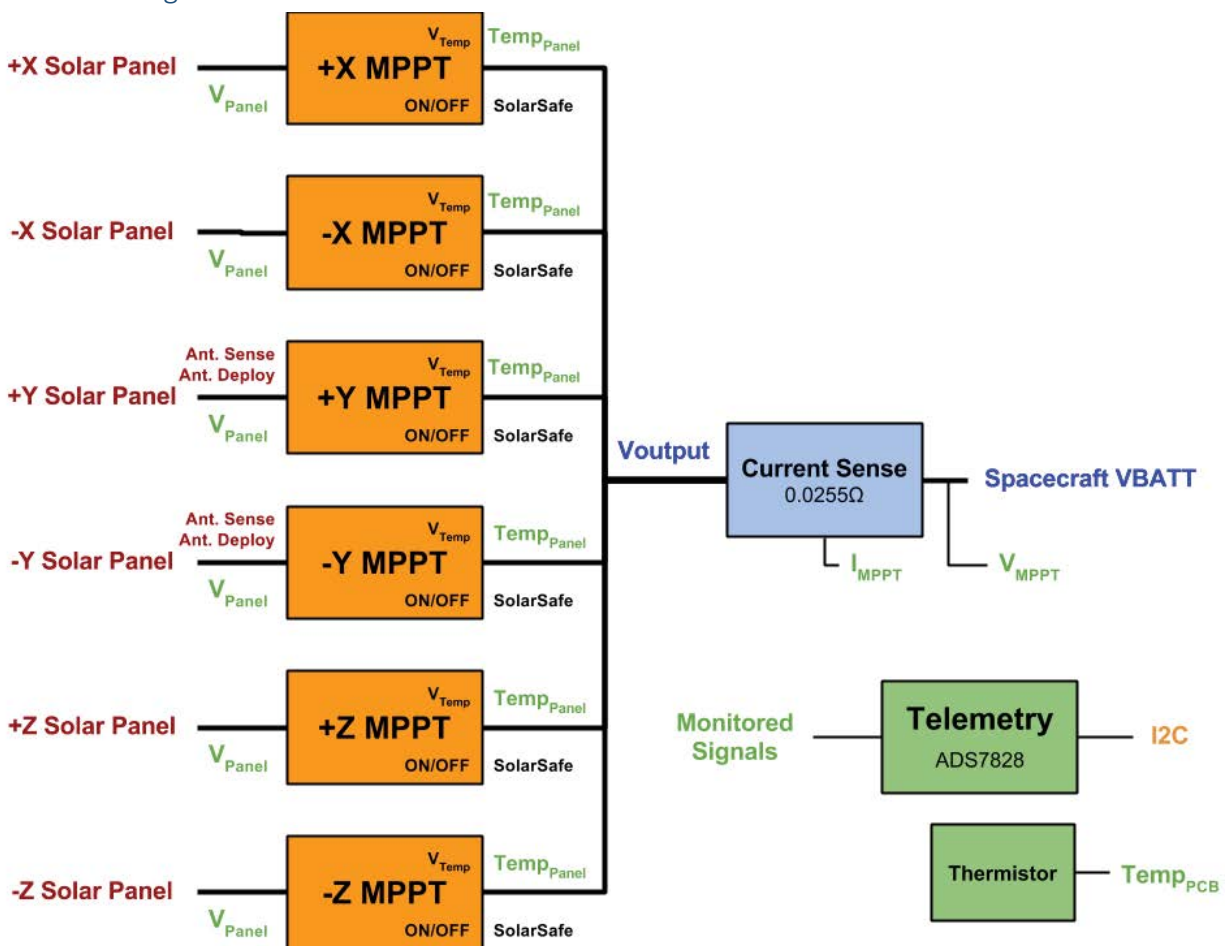 V_Temp Temp_Panel
+X Solar Panel +X MPPT
V_Panel ON/OFF SolarSafe
V_Temp Temp_Panel
-X Solar Panel -X MPPT
V_Panel ON/OFF SolarSafe
Ant. Sense
Ant. Deploy
V_Temp Temp_Panel
+Y Solar Panel +Y MPPT
V_Panel ON/OFF SolarSafe
Voutput
Current Sense
0.0255Ω
Spacecraft VBATT
I_MPPT V_MPPT
Ant. Sense
Ant. Deploy
V_Temp Temp_Panel
-Y Solar Panel -Y MPPT
V_Panel ON/OFF SolarSafe
V_Temp Temp_Panel
+Z Solar Panel +Z MPPT
V_Panel ON/OFF SolarSafe
Monitored
Signals
Telemetry
ADS7828
I2C
V_Temp Temp_Panel
-Z Solar Panel -Z MPPT
V_Panel ON/OFF SolarSafe
Thermistor Temp_PCB